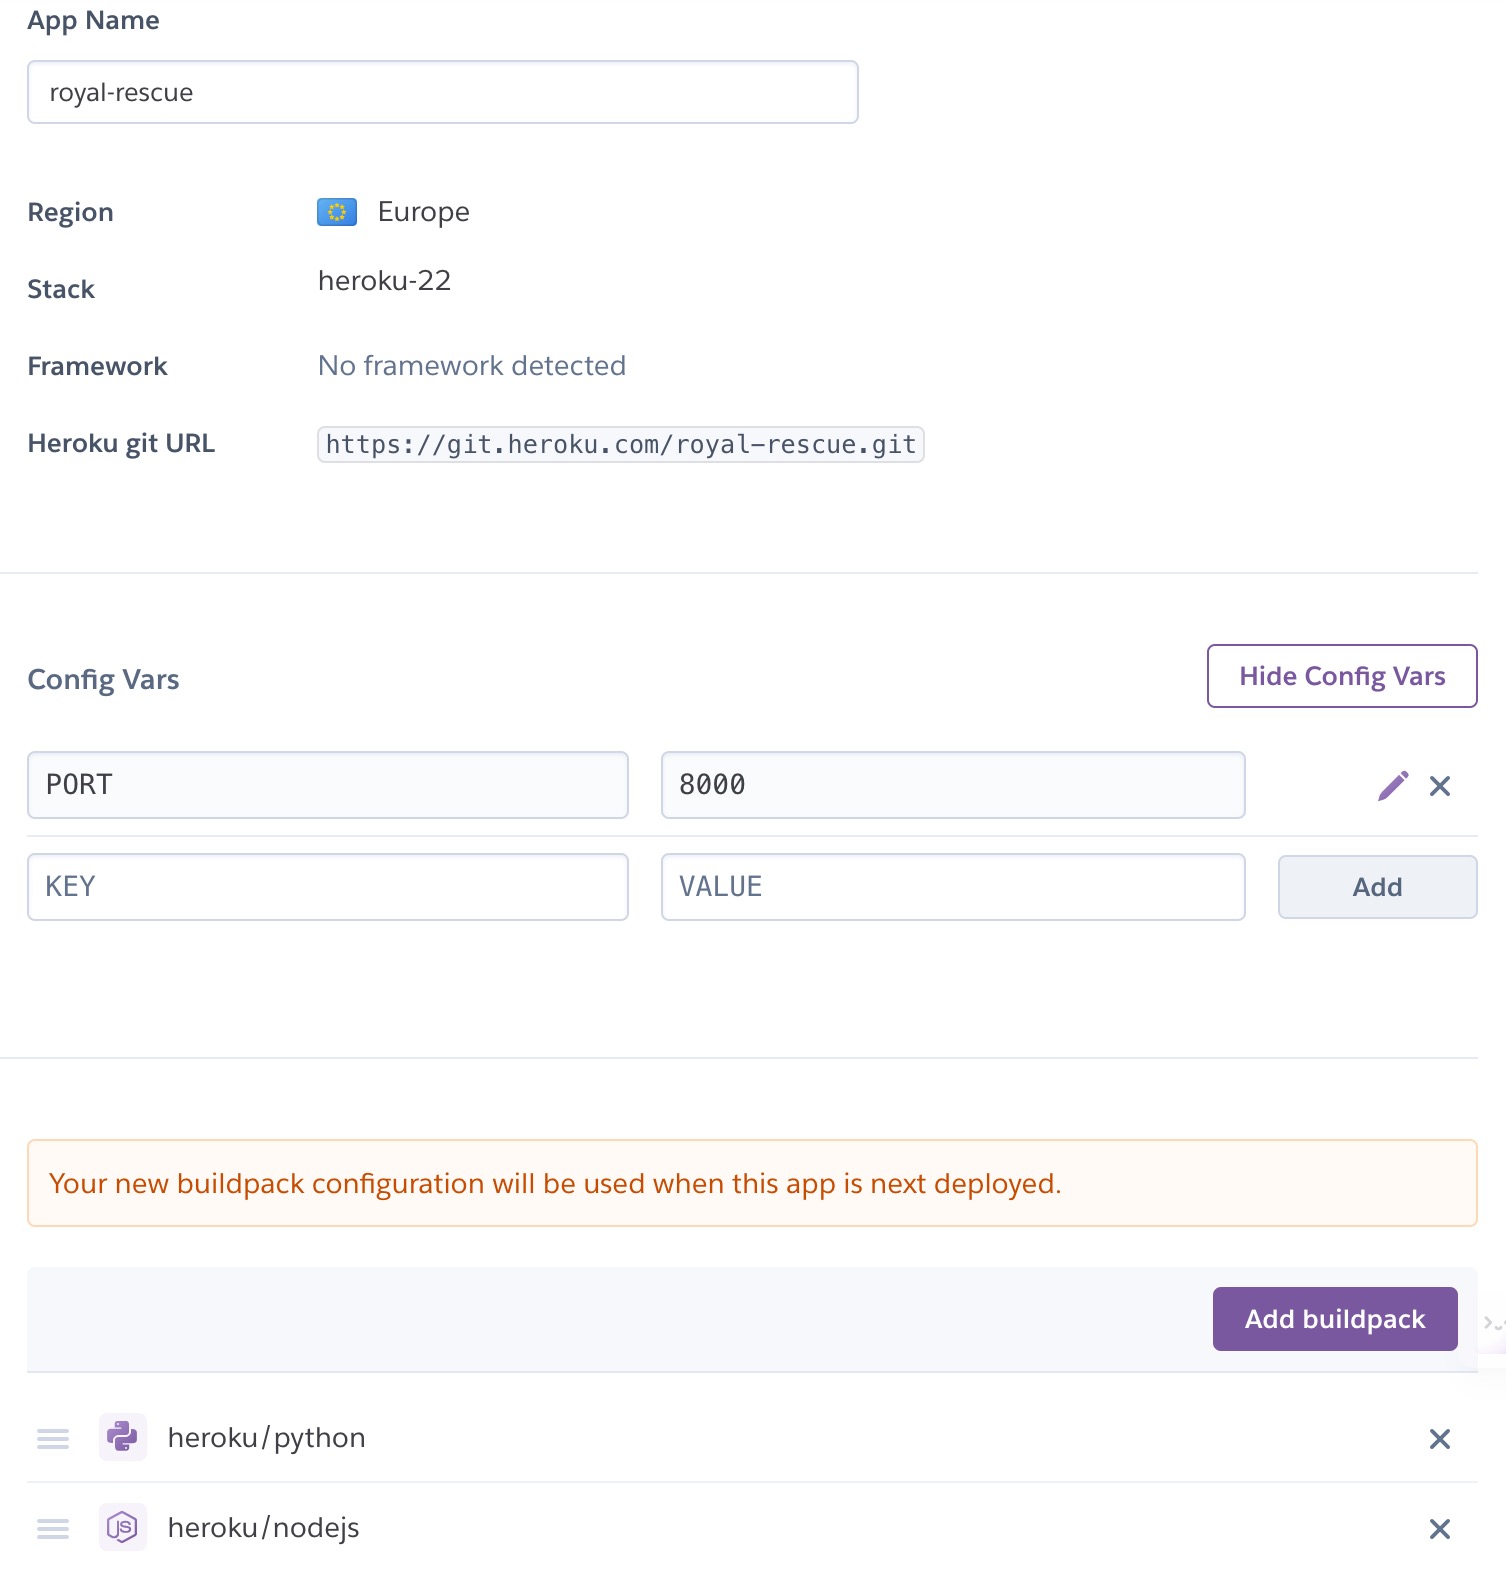 App Name
royal-rescue
Region Europe
Stack heroku-22
Framework No framework detected
Heroku git URL https://git.heroku.com/royal-rescue.git
Config Vars Hide Config Vars
PORT 8000
KEY VALUE Add
Your new buildpack configuration will be used when this app is next deployed.
Add buildpack
heroku/python
JS heroku/nodejs